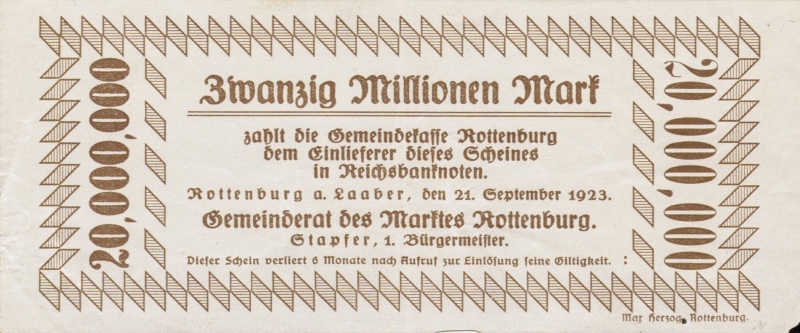 20,000,000
Zwanzig Millionen Mark
zahlt die Gemeindekasse Rottenburg
dem Einlieferer dieses Scheines
in Reichsbanknoten.
Rottenburg a. Laaber, den 21. September 1923.
Gemeinderat des Marktes Rottenburg.
Stapfer, 1. Bürgermeister.
Dieser Schein verliert 6 Monate nach Aufruf zur Einlösung seine Giltigkeit. :
20,000,000
Max Herzog, Rottenburg.